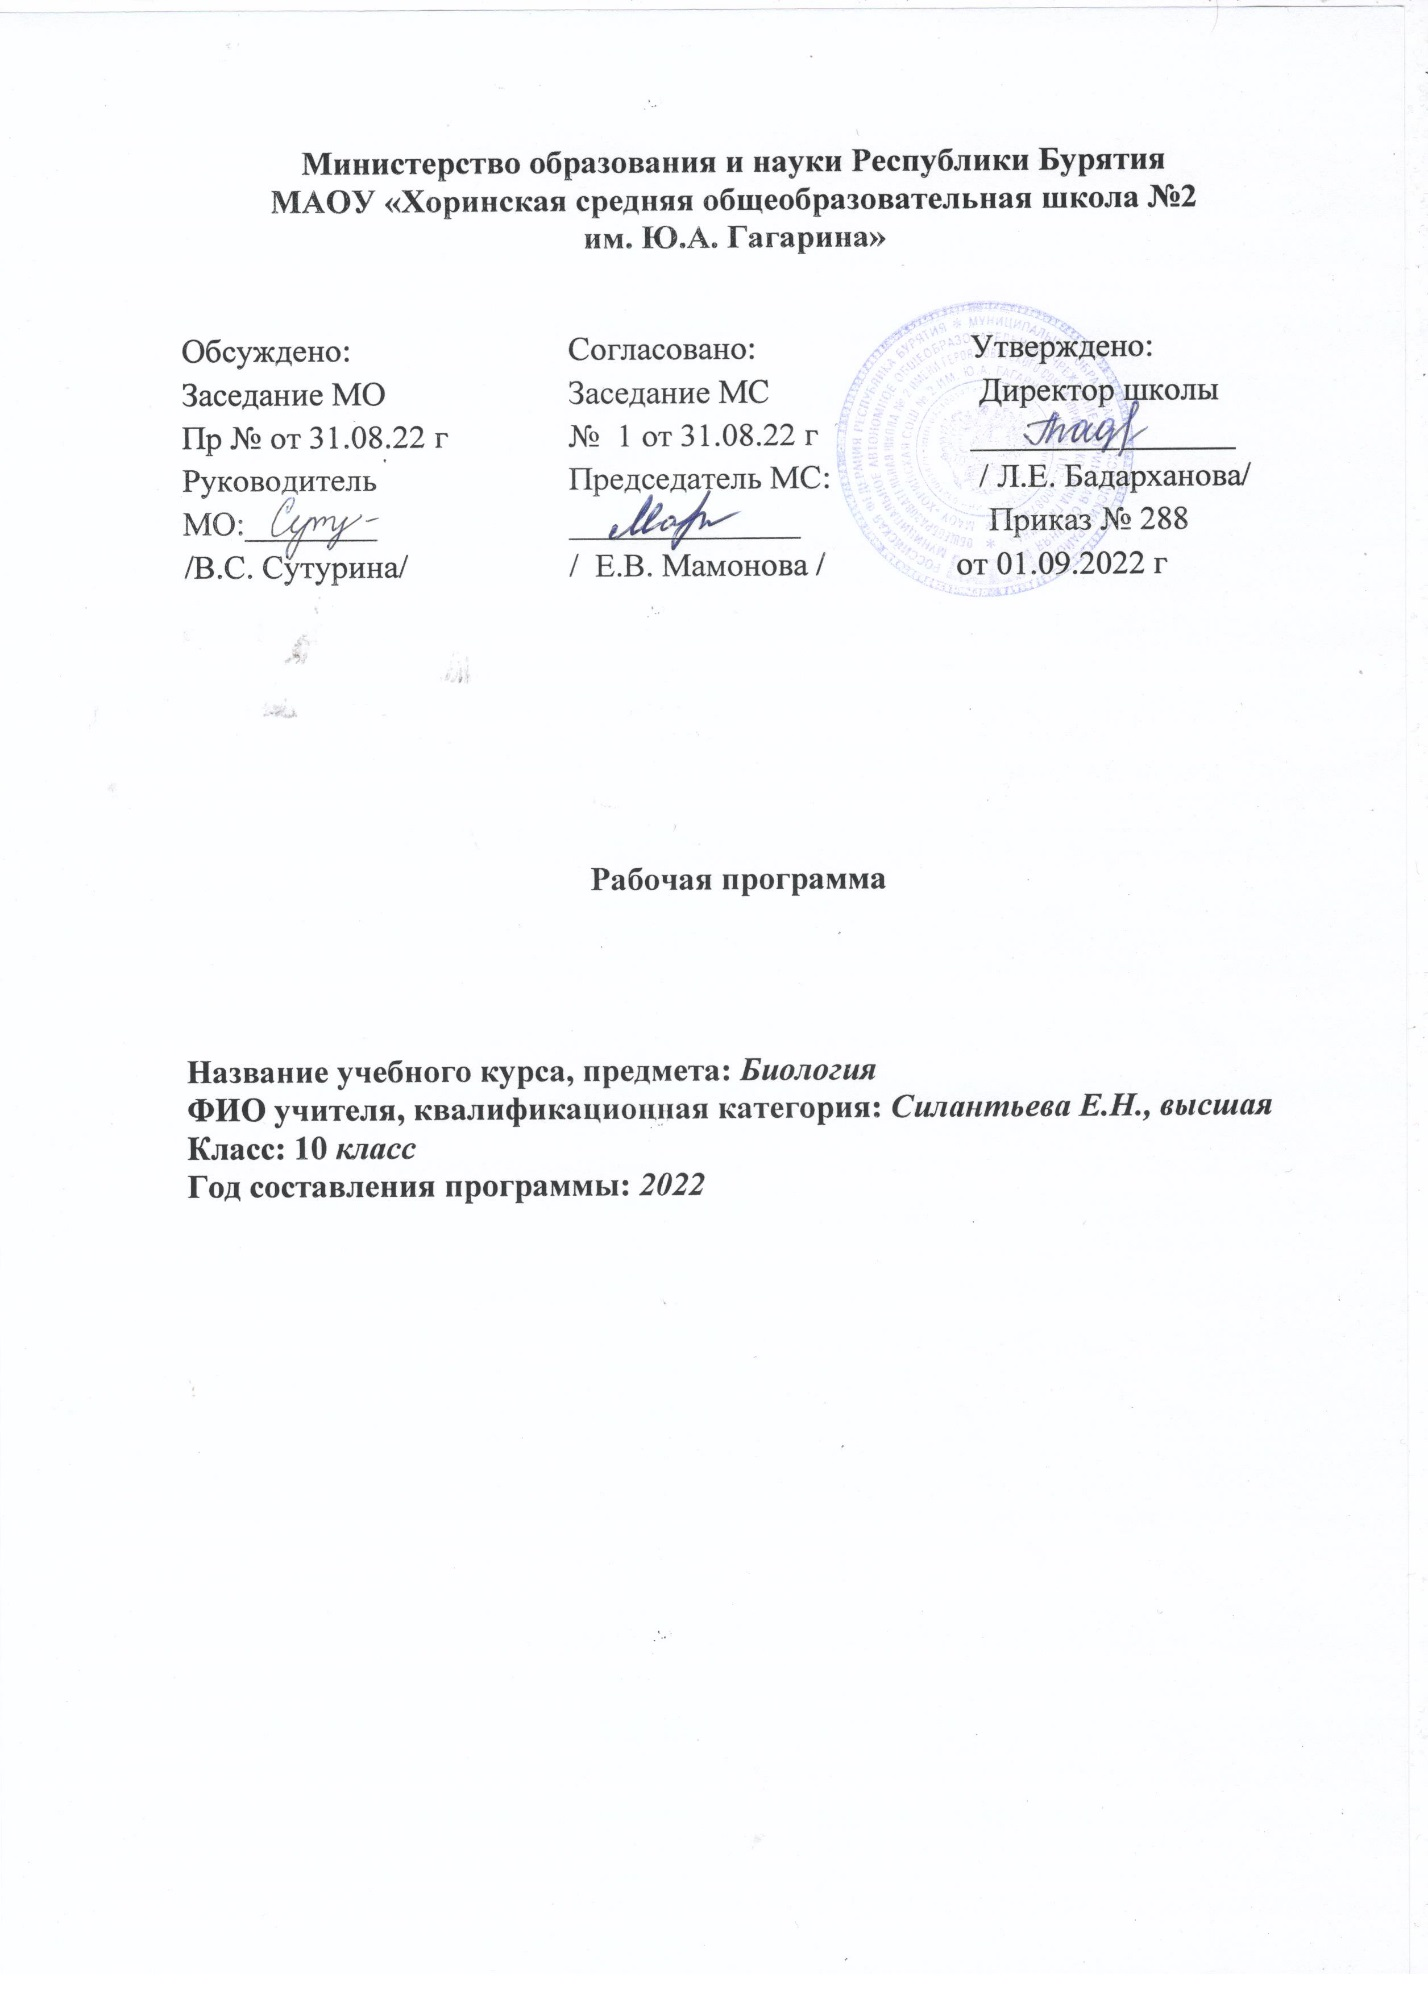 Министерство образования и науки Республики Бурятия
МАОУ «Хоринская средняя общеобразовательная школа №2
им. Ю.А. Гагарина»
Обсуждено:
Заседание МО
Пр № от 31.08.22 г
Руководитель
МО:
/В.С. Сутурина/
Согласовано:
Заседание МС
№ 1 от 31.08.22 г
Председатель МС:
/ Е.В. Мамонова /
Утверждено:
Директор школы
/ Л.Е. Бадарханова/
Приказ № 288
от 01.09.2022 г
Рабочая программа
Название учебного курса, предмета: Биология
ФИО учителя, квалификационная категория: Силантьева Е.Н., высшая
Класс: 10 класс
Год составления программы: 2022